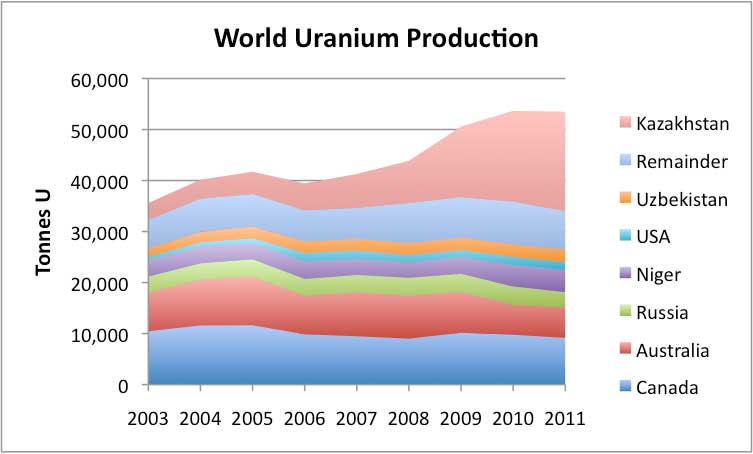 World Uranium Production
Tonnes U
60,000
50,000
40,000
30,000
20,000
10,000
0
2003 2004 2005 2006 2007 2008 2009 2010 2011
Kazakhstan
Remainder
Uzbekistan
USA
Niger
Russia
Australia
Canada